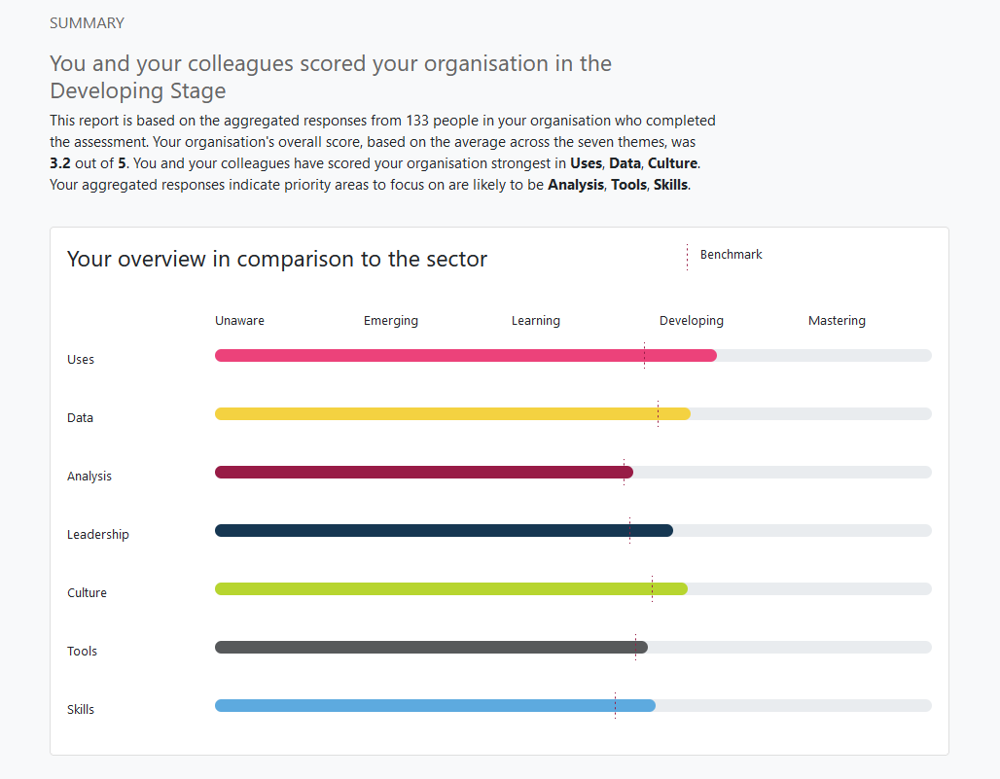 SUMMARY
You and your colleagues scored your organisation in the
Developing Stage
This report is based on the aggregated responses from 133 people in your organisation who completed
the assessment. Your organisation's overall score, based on the average across the seven themes, was
3.2 out of 5. You and your colleagues have scored your organisation strongest in Uses, Data, Culture.
Your aggregated responses indicate priority areas to focus on are likely to be Analysis, Tools, Skills.
Your overview in comparison to the sector
Benchmark
Unaware Emerging Learning Developing Mastering
Uses
Data
Analysis
Leadership
Culture
Tools
Skills